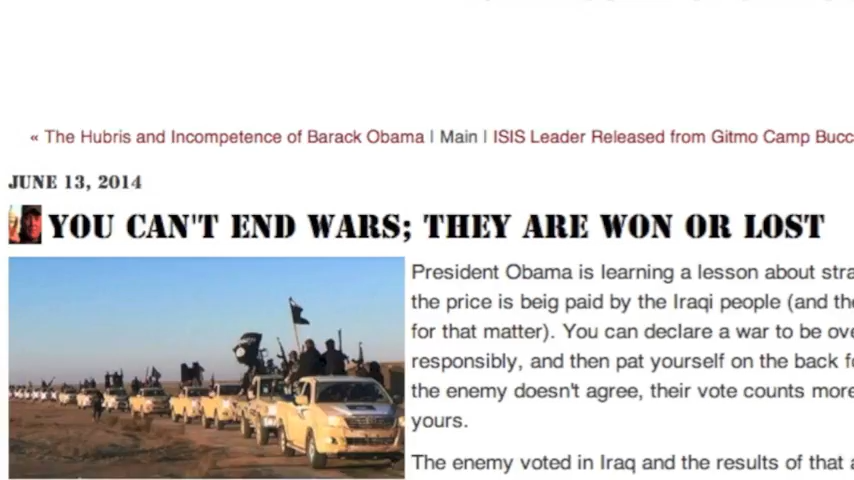 « The Hubris and Incompetence of Barack Obama | Main | ISIS Leader Released from Gitmo Camp Bucc
JUNE 13, 2014
YOU CAN'T END WARS; THEY ARE WON OR LOST
President Obama is learning a lesson about stra
the price is beig paid by the Iraqi people (and the
for that matter). You can declare a war to be ove
responsibly, and then pat yourself on the back fo
the enemy doesn't agree, their vote counts more
yours.
The enemy voted in Iraq and the results of that a